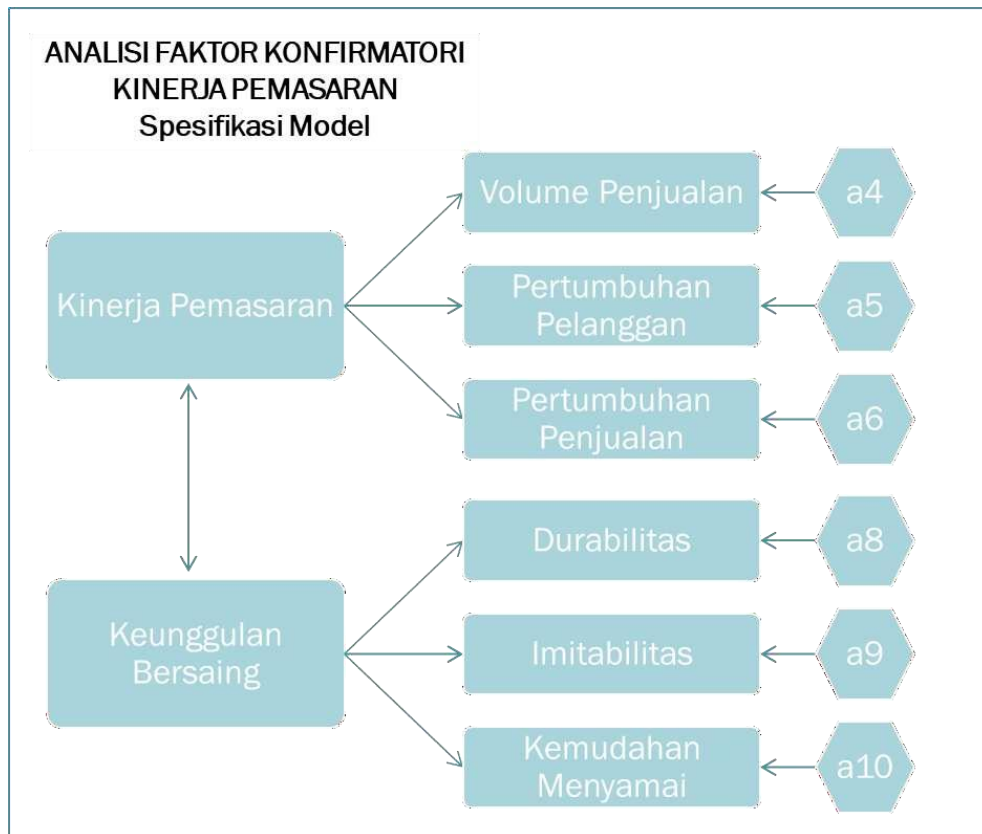 ANALISI FAKTOR KONFIRMATORI
KINERJA PEMASARAN
Spesifikasi Model
Kinerja Pemasaran
Volume Penjualan
a4
Pertumbuhan
Pelanggan
a5
Pertumbuhan
Penjualan
a6
Keunggulan
Bersaing
Durabilitas
a8
Imitabilitas
a9
Kemudahan
Menyamai
a10